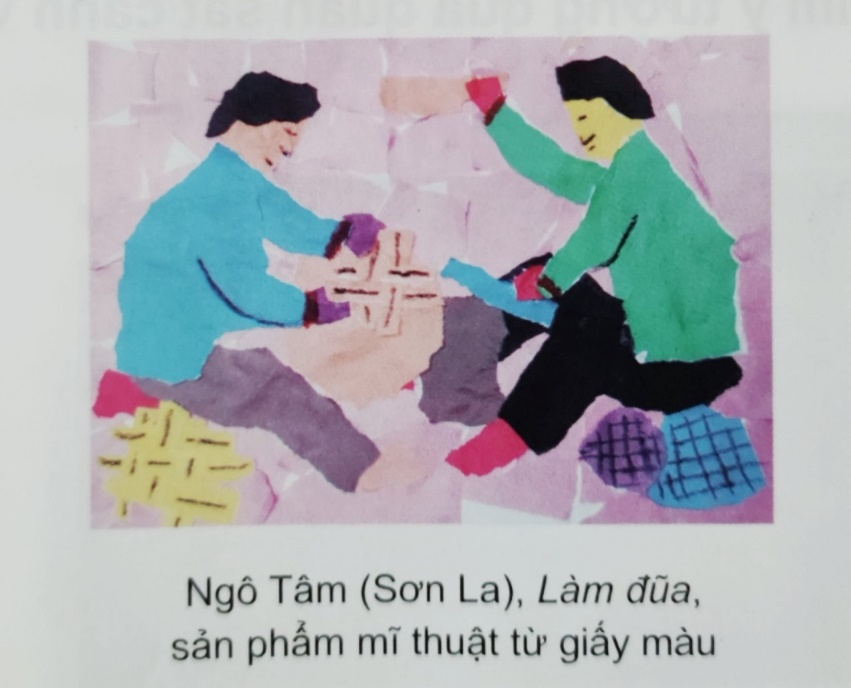 Ngô Tâm (Sơn La), Làm đũa,
sản phẩm mĩ thuật từ giấy màu